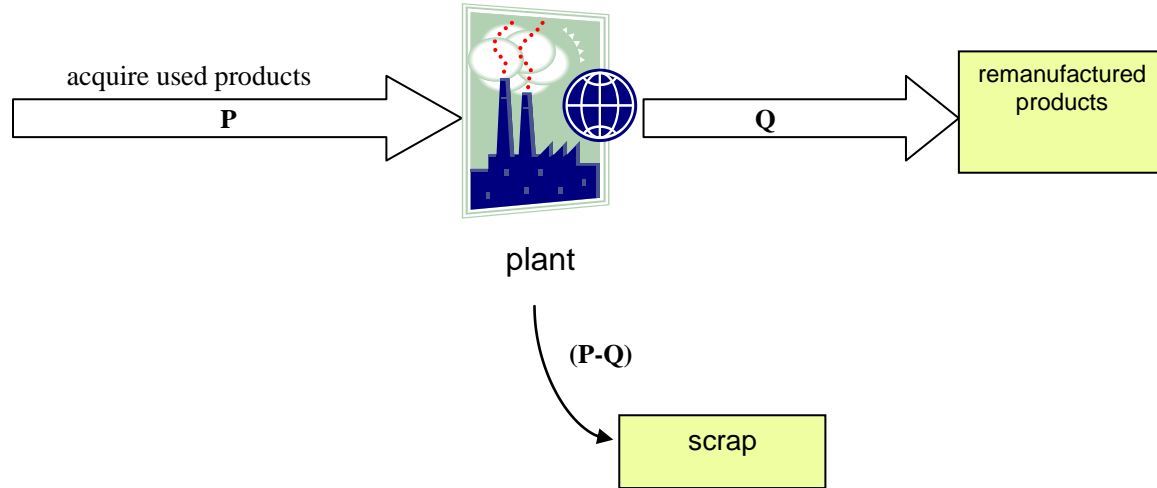 acquire used products
P
Q
remanufactured
products
plant
(P-Q)
scrap